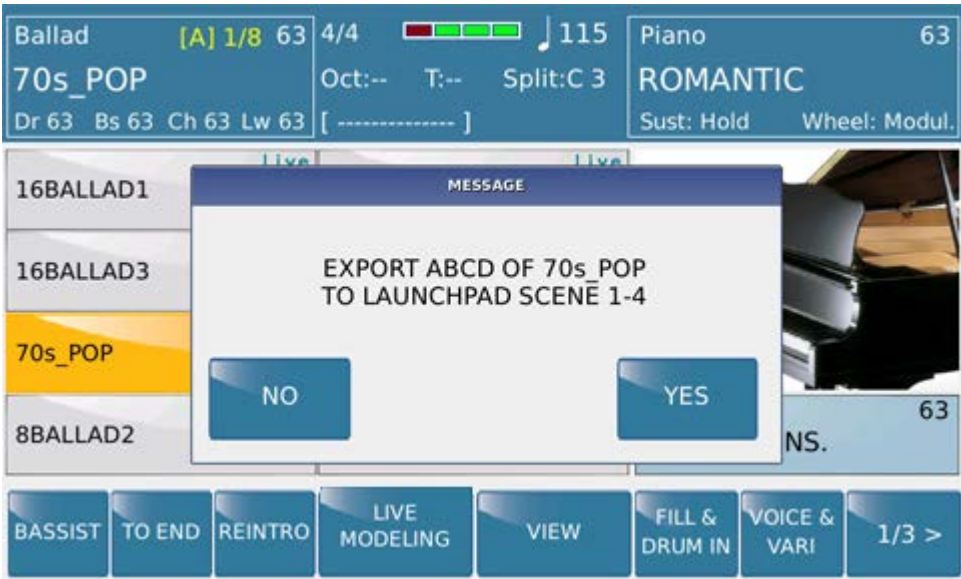 Ballad [A] 1/8 63
70s_POP
Dr 63 Bs 63 Ch 63 Lw 63
4/4 115
Oct:-- T:-- Split:C 3
[ -------------- ]
Piano 63
ROMANTIC
Sust: Hold Wheel: Modul.
Live
Live
16BALLAD1
16BALLAD3
70s_POP
8BALLAD2
MESSAGE
EXPORT ABCD OF 70s_POP
TO LAUNCHPAD SCENE 1-4
NO
YES
63
NS.
BASSIST
TO END
REINTRO
LIVE
MODELING
VIEW
FILL &
DRUM IN
VOICE &
VARI
1/3 >